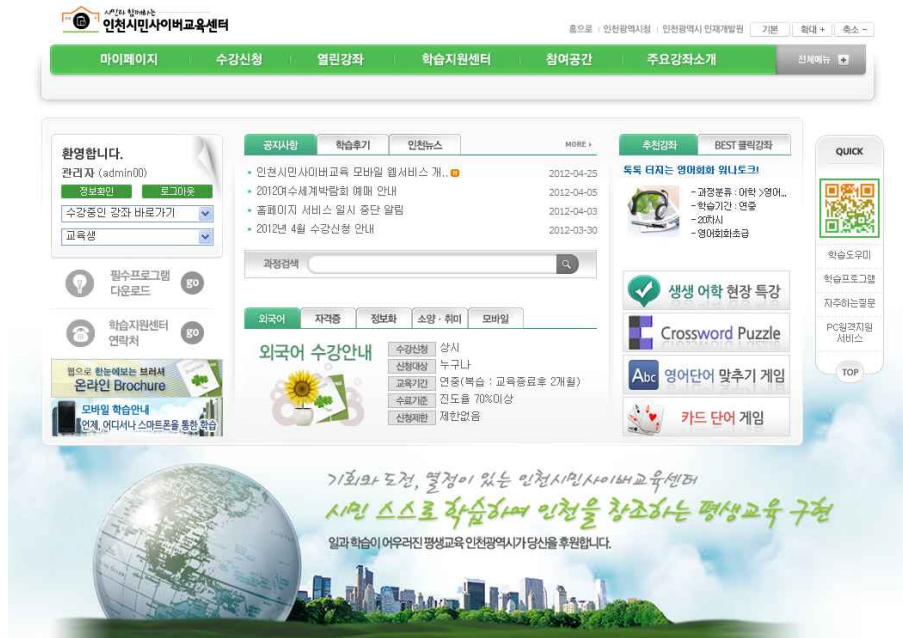 시민과 함께하는
인천시민사이버교육센터
홈으로 인천광역시청 인천광역시 인재개발원 기본 확대 + 축소 -
마이페이지 수강신청 열린강좌 학습지원센터 참여공간 주요강좌소개 전체메뉴 +
환영합니다.
관리자 (admin00)
정보확인 로그아웃
수강중인 강좌 바로가기
교육생
필수프로그램
다운로드
go
학습지원센터
연락처
go
웹으로 한눈에보는 브러셔
온라인 Brochure
모바일 학습안내
언제, 어디서나 스마트폰을 통한 학습
공지사항 학습후기 인천뉴스 MORE
인천시민사이버교육 모바일 웹서비스 개.. 2012-04-25
2012여수세계박람회 예매 안내 2012-04-05
홈페이지 서비스 일시 중단 알림 2012-04-03
2012년 4월 수강신청 안내 2012-03-30
과정검색
외국어 자격증 정보화 소양·취미 모바일
외국어 수강안내
수강신청 상시
신청대상 누구나
교육기간 연중(복습 : 교육종료후 2개월)
수료기준 진도율 70%이상
신청제한 제한없음
추천강좌 BEST 클릭강좌
톡톡 터지는 영어회화 위나도크!
- 과정분류 : 어학 >영어...
- 학습기간 : 연중
- 20차시
- 영어회화초급
생생 어학 현장 특강
Crossword Puzzle
Abc 영어단어 맞추기 게임
카드 단어 게임
QUICK
학습도우미
학습프로그램
자주하는질문
PC원격지원
서비스
TOP
기회와 도전, 열정이 있는 인천시민사이버교육센터
시민 스스로 학습하며 인천을 창조하는 평생교육 구현
일과 학습이 어우러진 평생교육 인천광역시가 당신을 후원합니다.